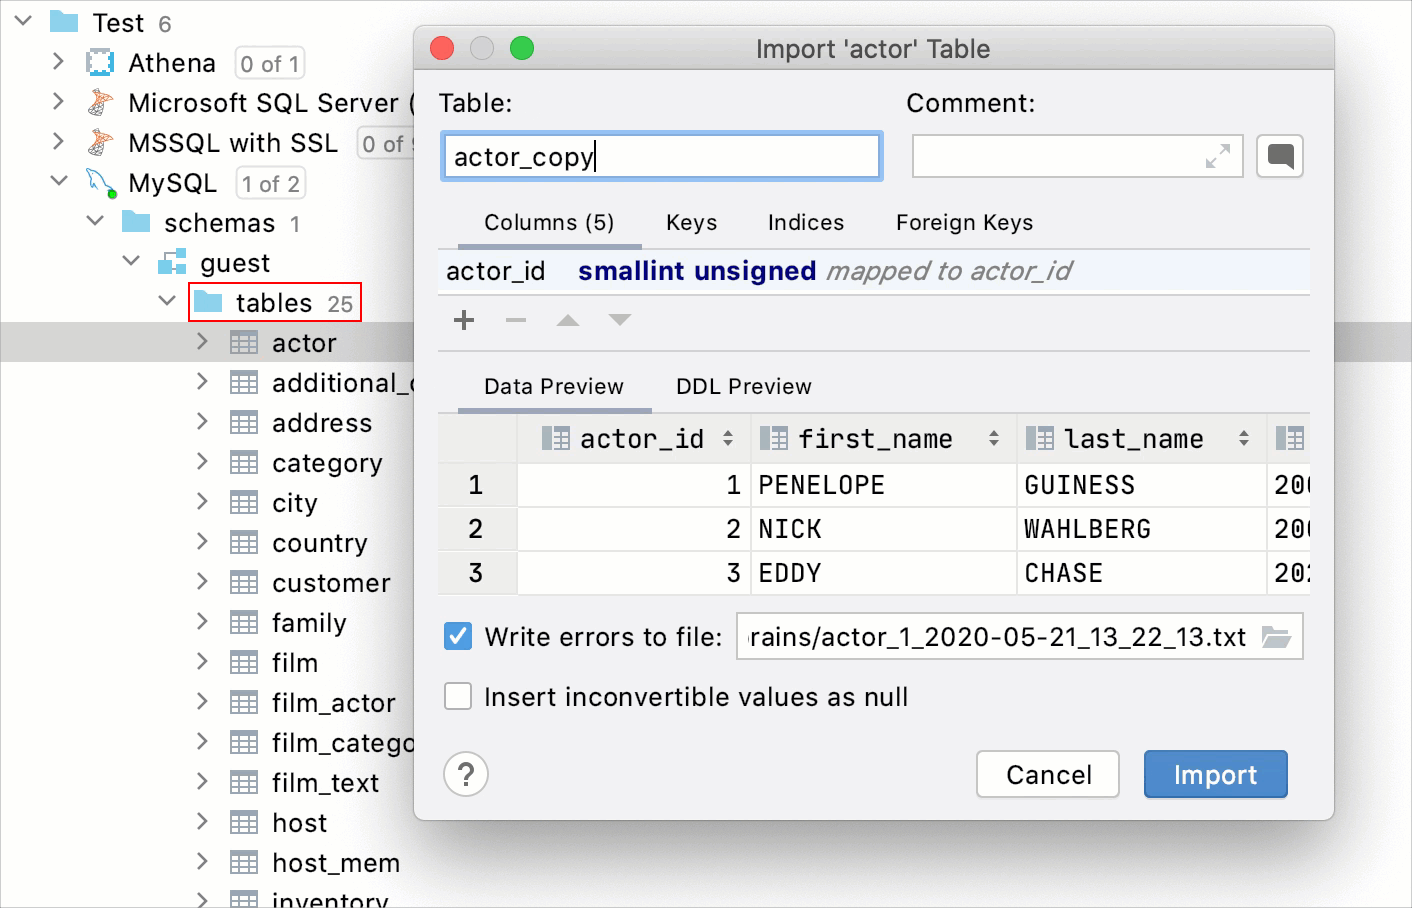 Test 6
Athena 0 of 1
Microsoft SQL Server (
MSSQL with SSL 0 of
MySQL 1 of 2
schemas 1
guest
tables 25
actor
additional_
address
category
city
country
customer
family
film
film_actor
film_catego
film_text
host
host_mem
inventory
Import 'actor' Table
Table:
Comment:
actor_copy
Columns (5) Keys Indices Foreign Keys
actor_id smallint unsigned mapped to actor_id
Data Preview DDL Preview
actor_id first_name last_name
1 1 PENELOPE GUINESS 200
2 2 NICK WAHLBERG 200
3 3 EDDY CHASE 202
Write errors to file: rains/actor_1_2020-05-21_13_22_13.txt
Insert inconvertible values as null
?
Cancel
Import